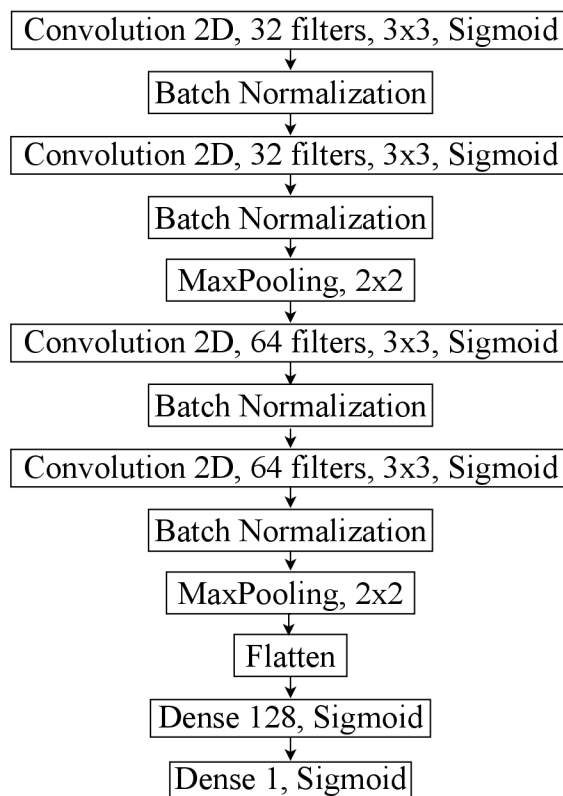 Convolution 2D, 32 filters, 3x3, Sigmoid
Batch Normalization
Convolution 2D, 32 filters, 3x3, Sigmoid
Batch Normalization
MaxPooling, 2x2
Convolution 2D, 64 filters, 3x3, Sigmoid
Batch Normalization
Convolution 2D, 64 filters, 3x3, Sigmoid
Batch Normalization
MaxPooling, 2x2
Flatten
Dense 128, Sigmoid
Dense 1, Sigmoid